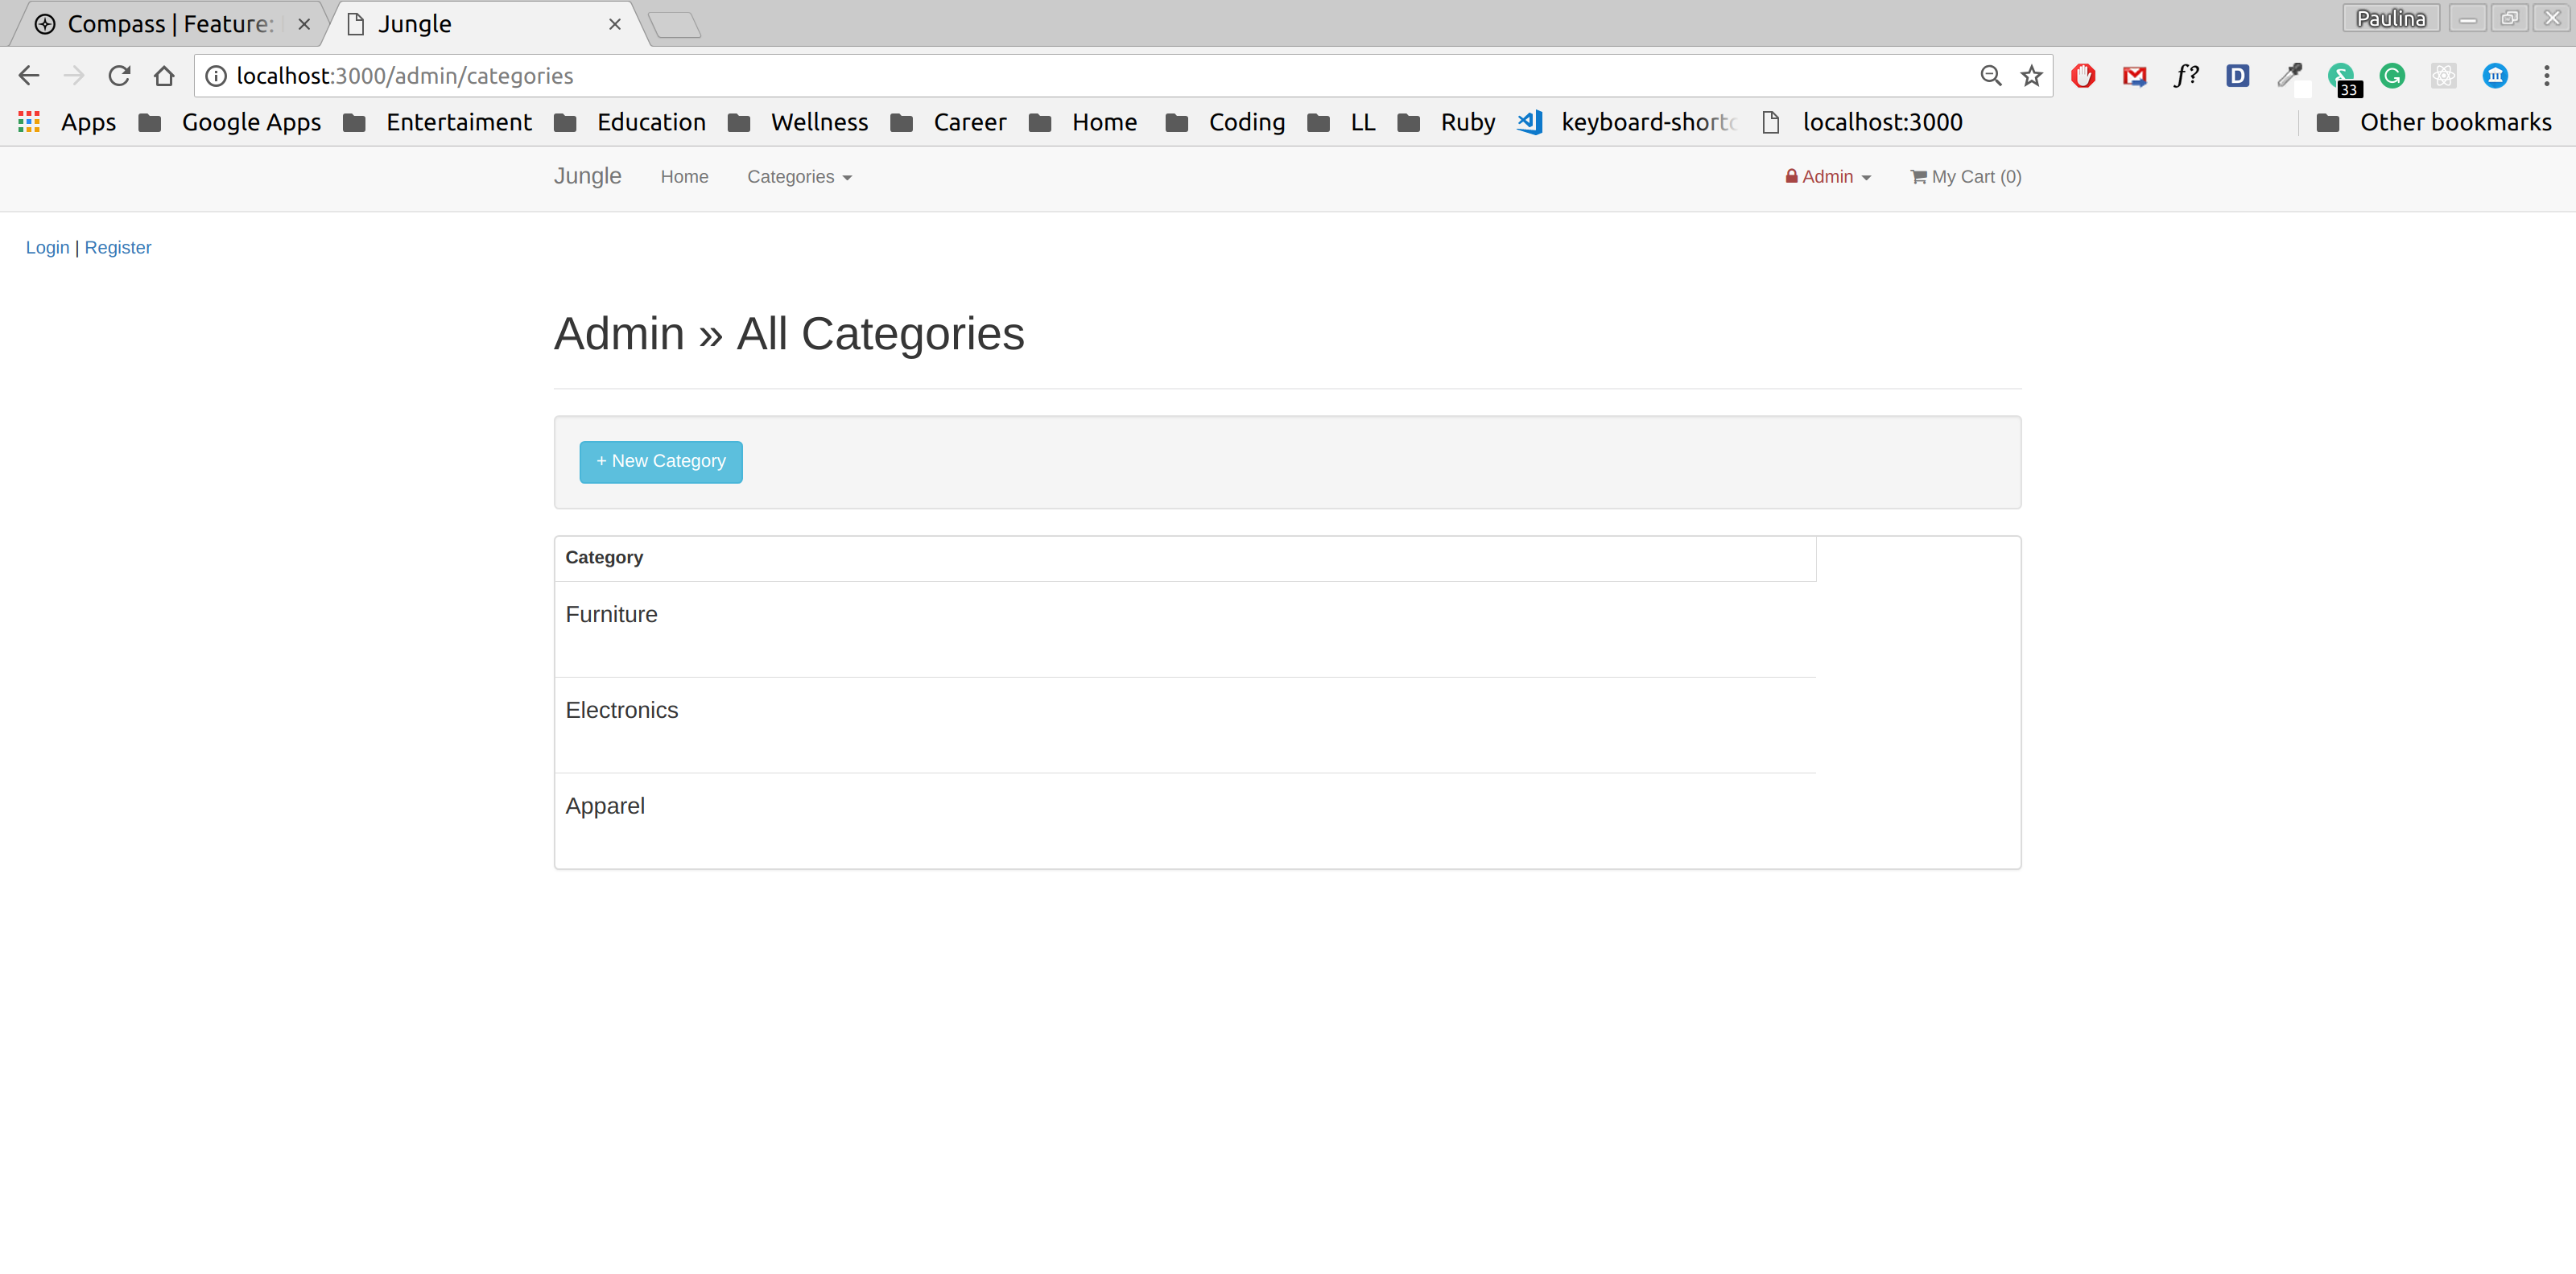 Compass | Feature:
Jungle
Paulina
localhost:3000/admin/categories
f?
D
33
G
Apps Google Apps Entertaiment Education Wellness Career Home Coding LL Ruby keyboard-shortc localhost:3000 Other bookmarks
Jungle Home Categories Admin My Cart (0)
Login | Register
Admin » All Categories
+ New Category
Category
Furniture
Electronics
Apparel